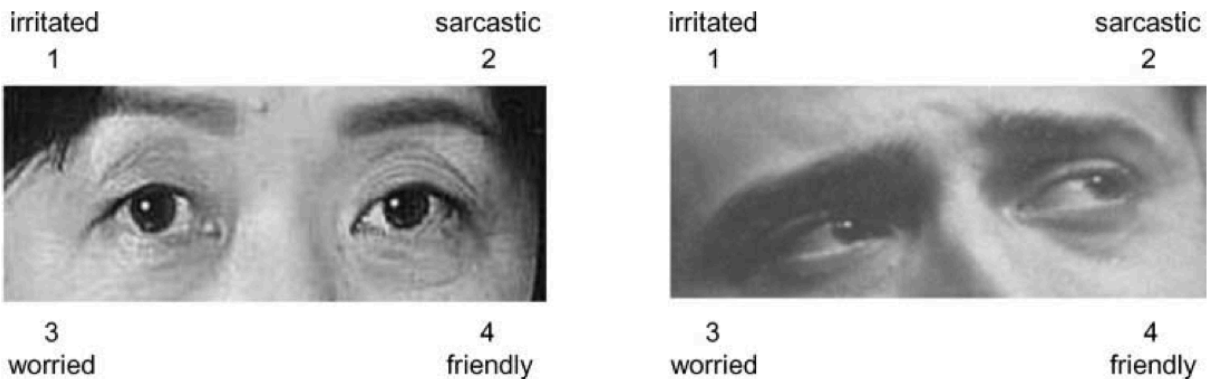 irritated sarcastic irritated sarcastic
1 2 1 2
3 4 3 4
worried friendly worried friendly